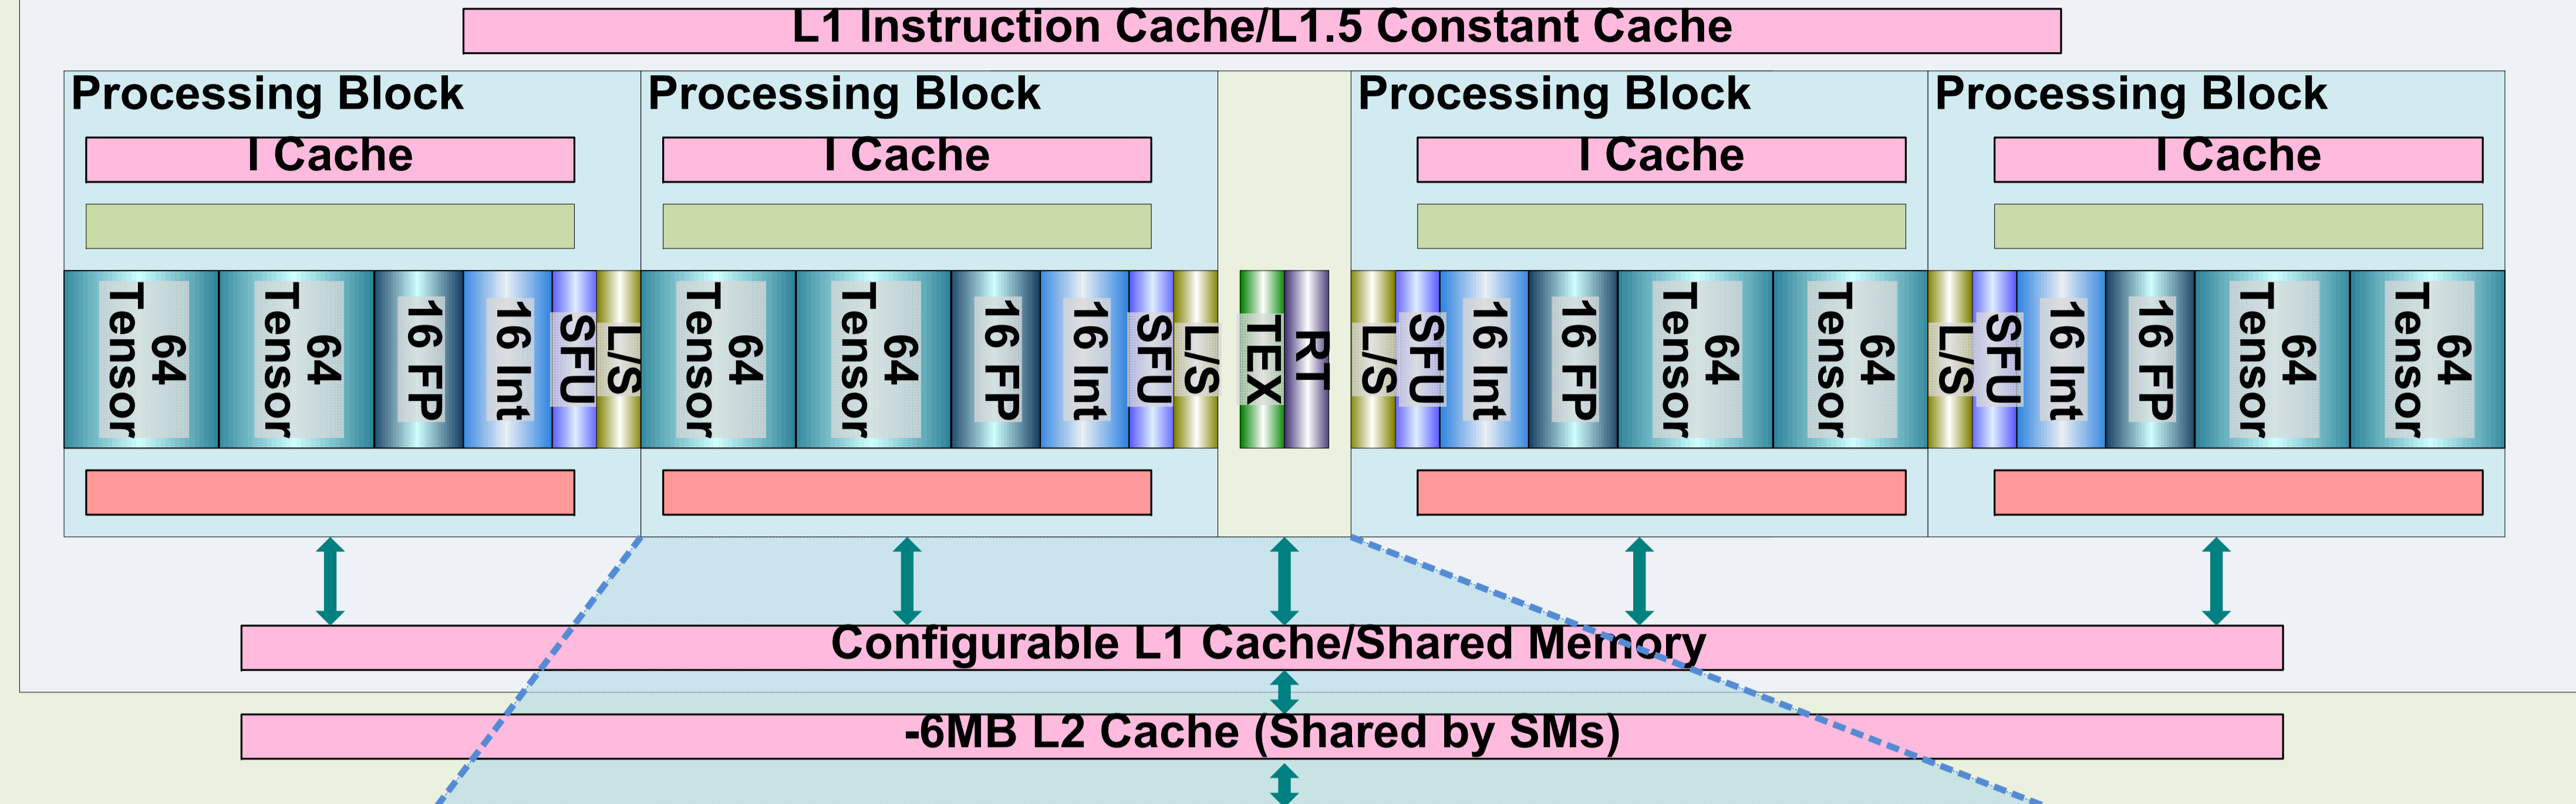 L1 Instruction Cache/L1.5 Constant Cache
Processing Block
Processing Block
Processing Block
Processing Block
I Cache
I Cache
I Cache
I Cache
64
Tensor
64
Tensor
16 FP
16 Int
SFU
L/S
64
Tensor
64
Tensor
16 FP
16 Int
SFU
L/S
TEX
RT
L/S
SFU
16 Int
16 FP
64
Tensor
64
Tensor
L/S
SFU
16 Int
16 FP
64
Tensor
64
Tensor
Configurable L1 Cache/Shared Memory
-6MB L2 Cache (Shared by SMs)